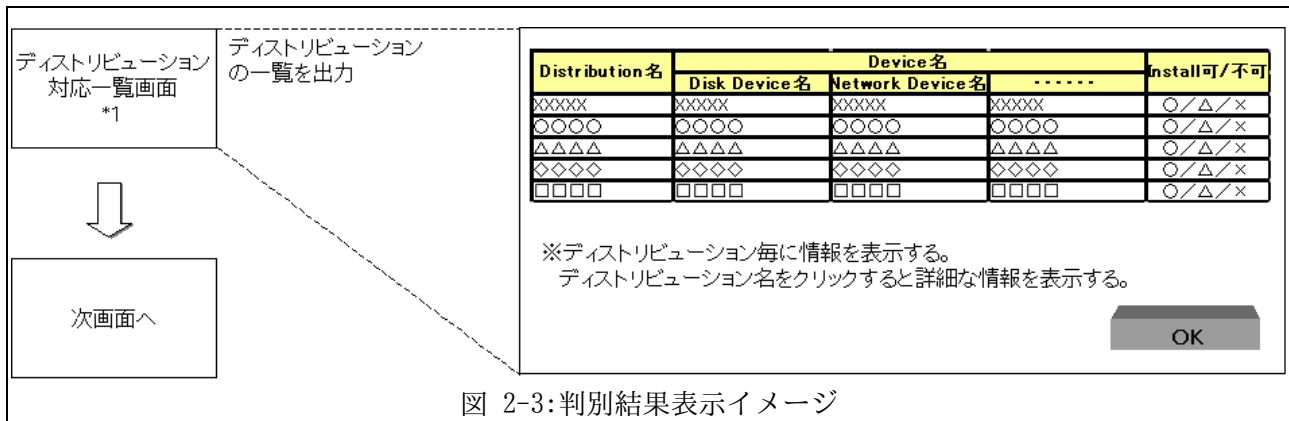 ディストリビューション
対応一覧画面
*1
ディストリビューション
の一覧を出力
Distribution名 Device名 Install可/不可
Disk Device名 Network Device名 ・・・・・・
XXXXX XXXXX XXXXX XXXXX ○/△/×
○○○○ ○○○○ ○○○○ ○○○○ ○/△/×
△△△△ △△△△ △△△△ △△△△ ○/△/×
◇◇◇◇ ◇◇◇◇ ◇◇◇◇ ◇◇◇◇ ○/△/×
□□□□ □□□□ □□□□ □□□□ ○/△/×
※ディストリビューション毎に情報を表示する。
ディストリビューション名をクリックすると詳細な情報を表示する。
OK
次画面へ
図 2-3:判別結果表示イメージ